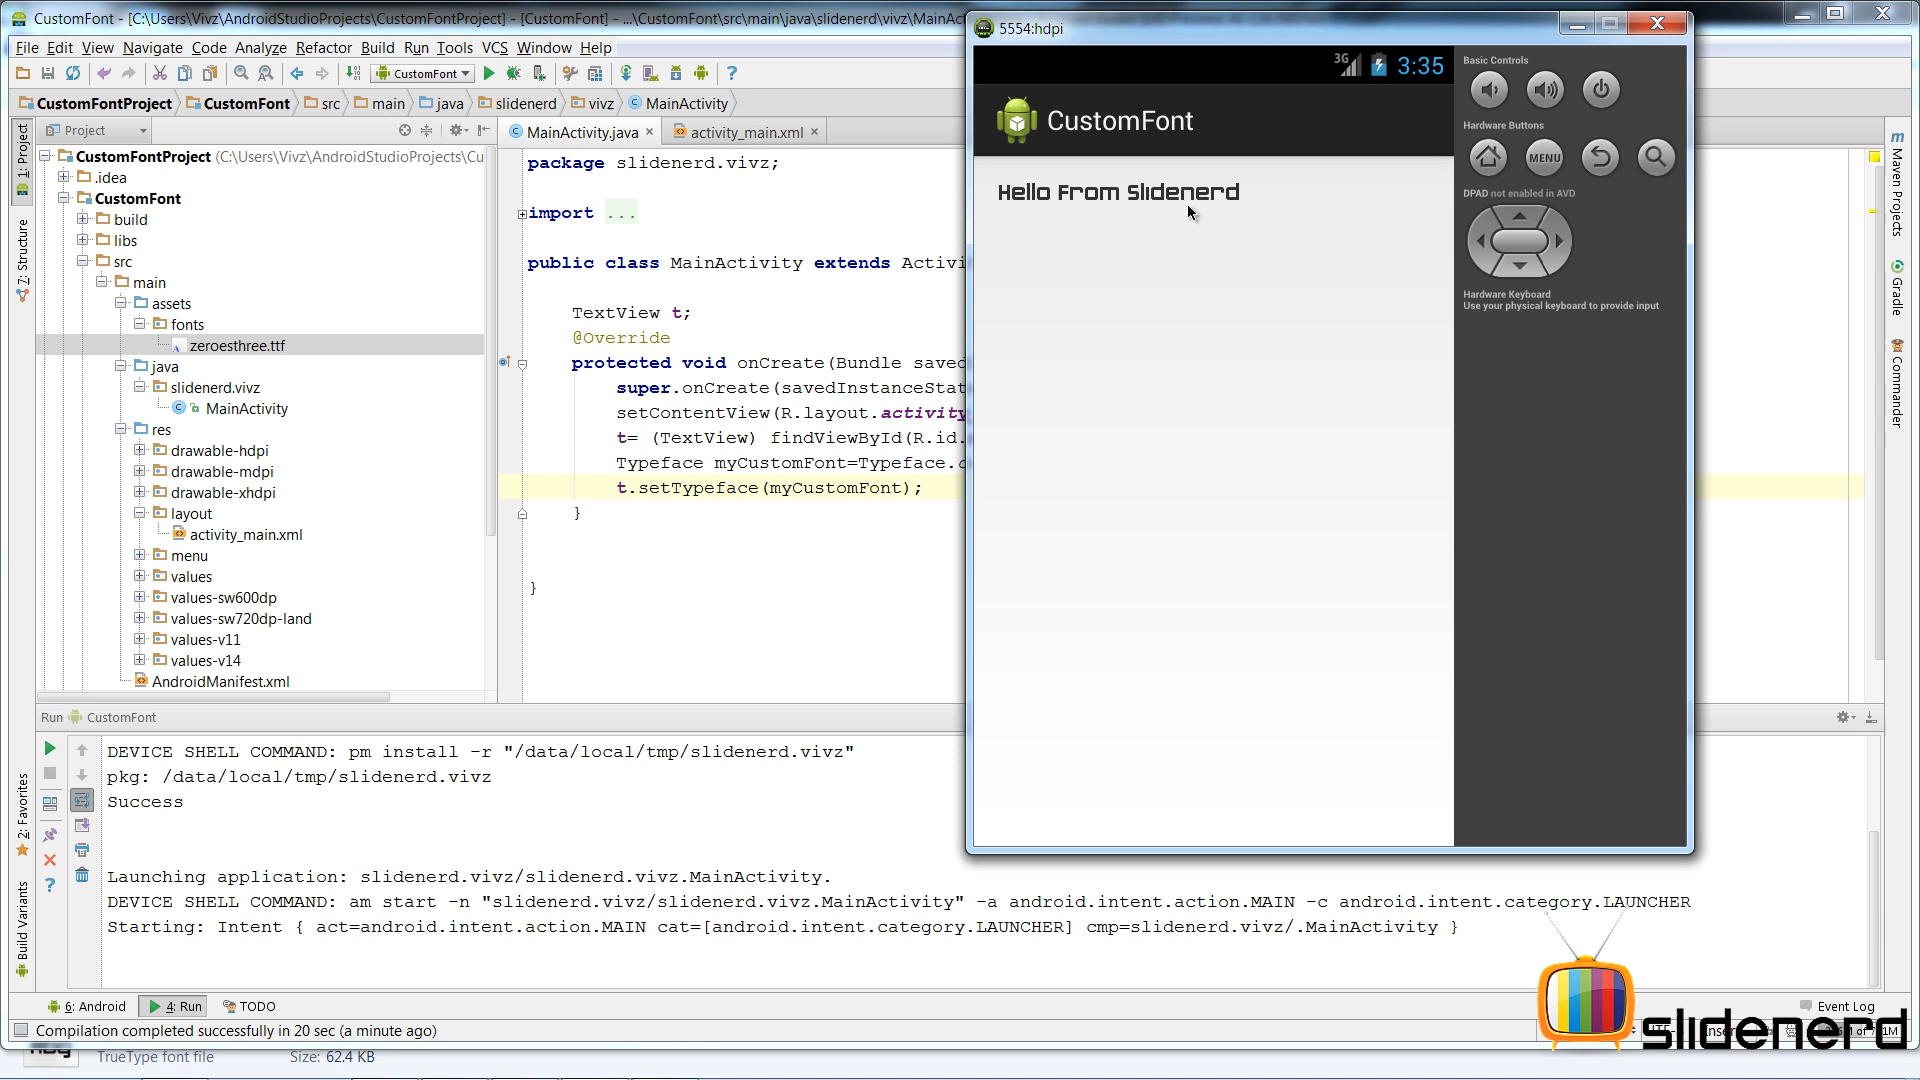 CustomFont - [C:\Users\Vivz\AndroidStudioProjects\CustomFontProject] - [CustomFont] - ...\CustomFont\src\main\java\slidenerd\vivz\MainAc
File Edit View Navigate Code Analyze Refactor Build Run Tools VCS Window Help
CustomFont
CustomFontProject CustomFont src main java slidenerd vivz MainActivity
Project
MainActivity.java
activity_main.xml
1: Project
7: Structure
2: Favorites
Build Variants
CustomFontProject (C:\Users\Vivz\AndroidStudioProjects\Cu
.idea
CustomFont
build
libs
src
main
assets
fonts
zeroesthree.ttf
java
slidenerd.vivz
MainActivity
res
drawable-hdpi
drawable-mdpi
drawable-xhdpi
layout
activity_main.xml
menu
values
values-sw600dp
values-sw720dp-land
values-v11
values-v14
AndroidManifest.xml
package slidenerd.vivz;
import ...
public class MainActivity extends Activi
TextView t;
@Override
protected void onCreate(Bundle saved
super.onCreate(savedInstanceStat
setContentView(R.layout.activity
t= (TextView) findViewById(R.id.
Typeface myCustomFont=Typeface.
t.setTypeface(myCustomFont);
}
}
5554:hdpi
3G 3:35
CustomFont
Hello From Slidenerd
Basic Controls
Hardware Buttons
MENU
DPAD not enabled in AVD
Hardware Keyboard
Use your physical keyboard to provide input
m Maven Projects
Gradle
Commander
Run CustomFont
DEVICE SHELL COMMAND: pm install -r "/data/local/tmp/slidenerd.vivz"
pkg: /data/local/tmp/slidenerd.vivz
Success
Launching application: slidenerd.vivz/slidenerd.vivz.MainActivity.
DEVICE SHELL COMMAND: am start -n "slidenerd.vivz/slidenerd.vivz.MainActivity" -a android.intent.action.MAIN -c android.intent.category.LAUNCHER
Starting: Intent { act=android.intent.action.MAIN cat=[android.intent.category.LAUNCHER] cmp=slidenerd.vivz/.MainActivity }
6: Android 4: Run TODO
Event Log
Compilation completed successfully in 20 sec (a minute ago)
slidenerd
TrueType font file Size: 62.4 KB